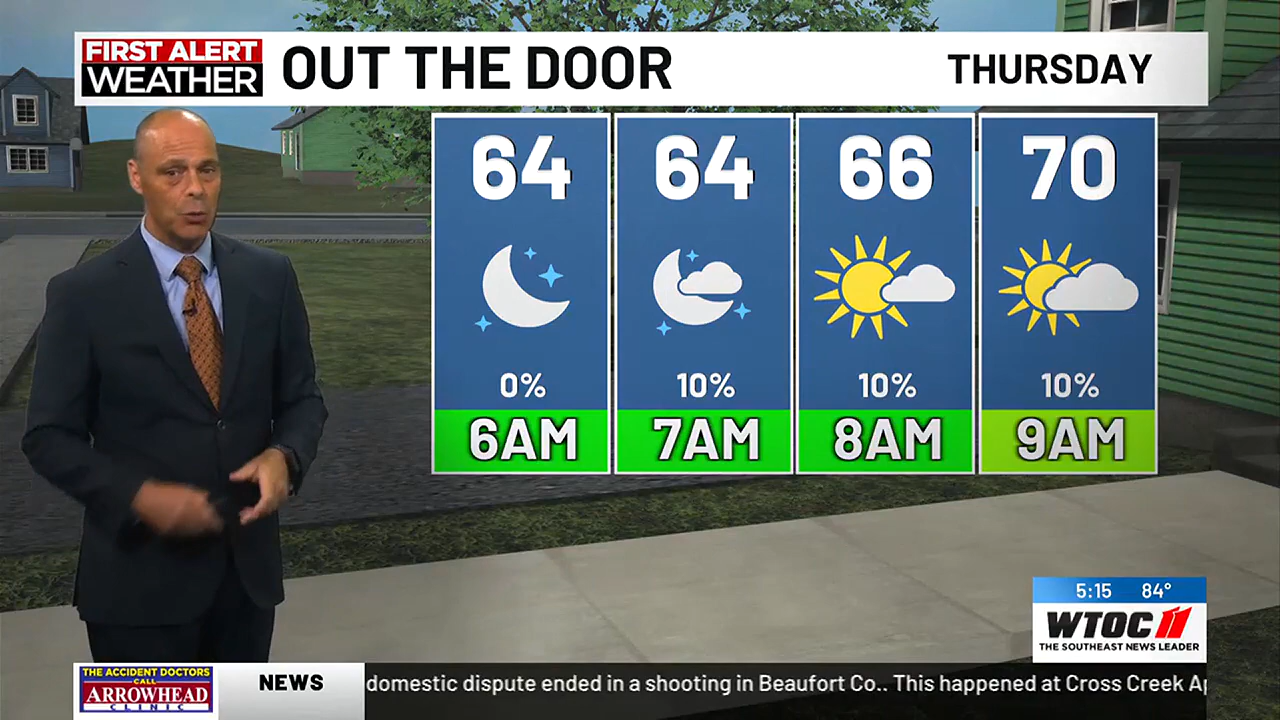 FIRST ALERT
WEATHER
OUT THE DOOR
THURSDAY
64
64
66
70
0%
10%
10%
10%
6AM
7AM
8AM
9AM
5:15 84°
WTOC 11
THE SOUTHEAST NEWS LEADER
THE ACCIDENT DOCTORS
CALL
ARROWHEAD
CLINIC
NEWS
domestic dispute ended in a shooting in Beaufort Co.. This happened at Cross Creek